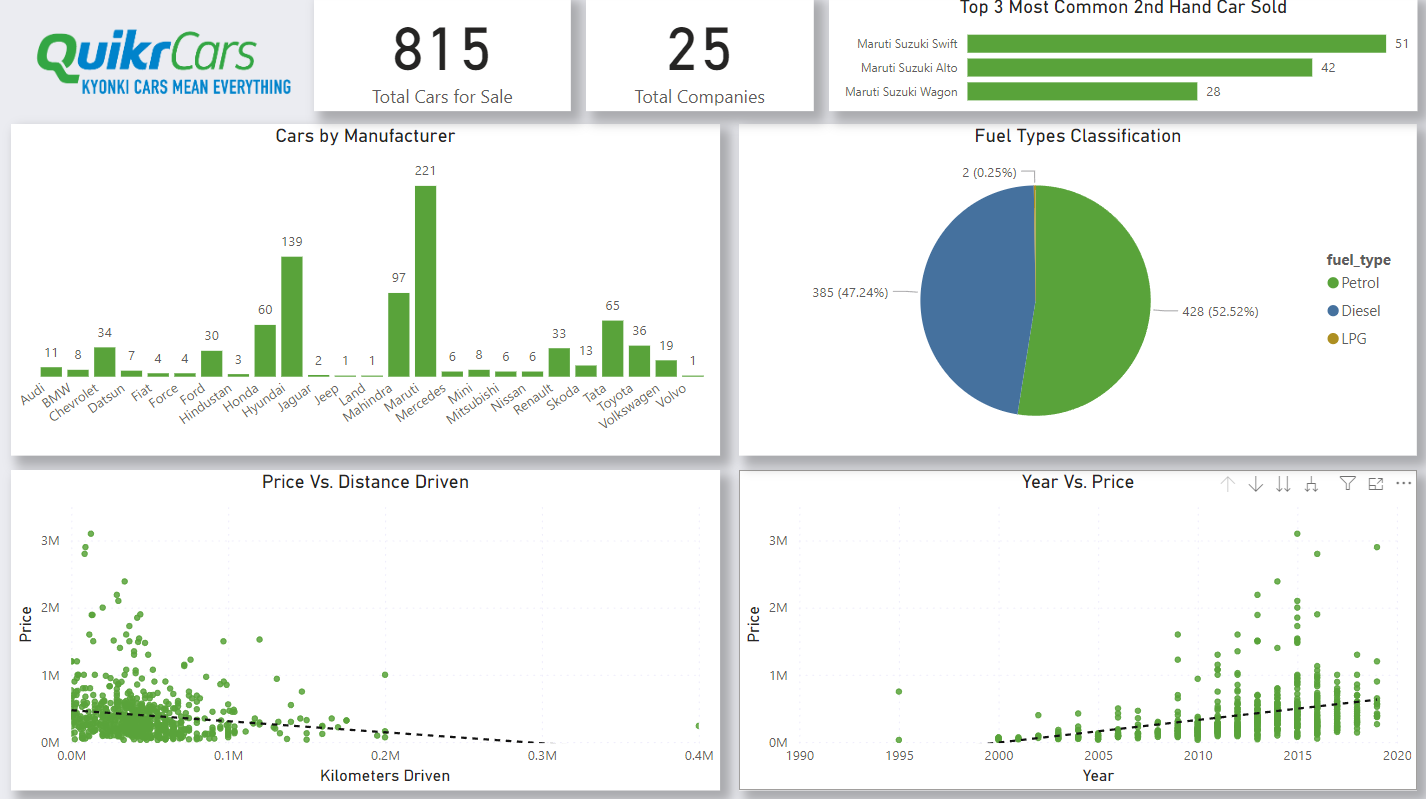 QuikrCars
KYONKI CARS MEAN EVERYTHING
815
Total Cars for Sale
25
Total Companies
Top 3 Most Common 2nd Hand Car Sold
Maruti Suzuki Swift 51
Maruti Suzuki Alto 42
Maruti Suzuki Wagon 28
Cars by Manufacturer
11 8 34 7 4 4 30 3 60 139 2 1 1 97 221 6 8 6 6 33 13 65 36 19 1
Audi BMW Chevrolet Datsun Fiat Force Ford Hindustan Honda Hyundai Jaguar Jeep Land Mahindra Maruti Mercedes Mini Mitsubishi Nissan Renault Skoda Tata Toyota Volkswagen Volvo
Fuel Types Classification
2 (0.25%)
385 (47.24%)
428 (52.52%)
fuel_type
Petrol
Diesel
LPG
Price Vs. Distance Driven
Price
3M
2M
1M
0M
0.0M 0.1M 0.2M 0.3M 0.4M
Kilometers Driven
Year Vs. Price
Price
3M
2M
1M
0M
1990 1995 2000 2005 2010 2015 2020
Year